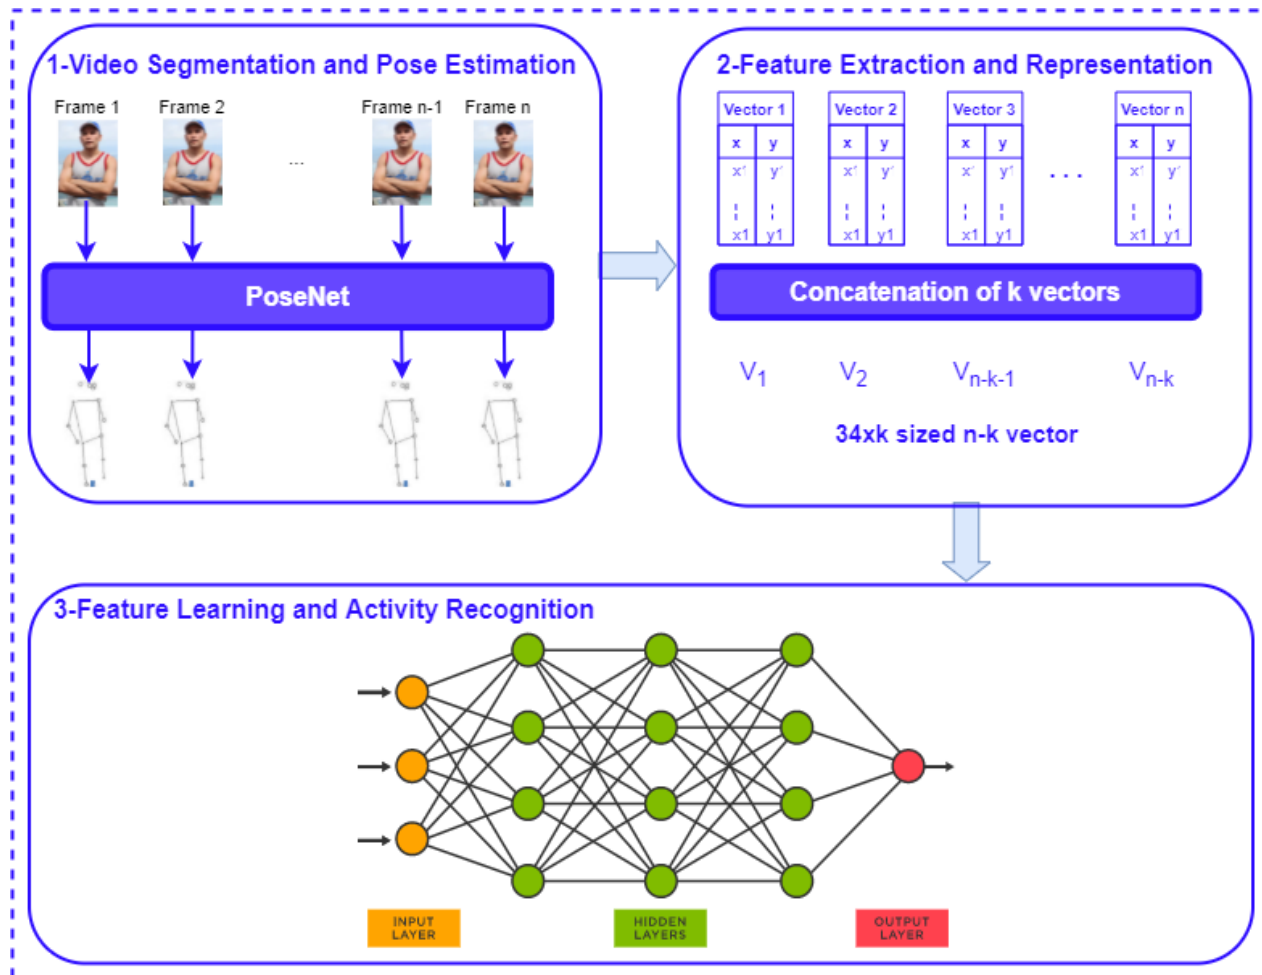 1-Video Segmentation and Pose Estimation
Frame 1 Frame 2 Frame n-1 Frame n
...
PoseNet
2-Feature Extraction and Representation
Vector 1 Vector 2 Vector 3 Vector n
x y x y x y x y
x' y' x' y' x' y' x' y'
. . .
x1 y1 x1 y1 x1 y1 x1 y1
Concatenation of k vectors
V1 V2 Vn-k-1 Vn-k
34xk sized n-k vector
3-Feature Learning and Activity Recognition
INPUT LAYER
HIDDEN LAYERS
OUTPUT LAYER